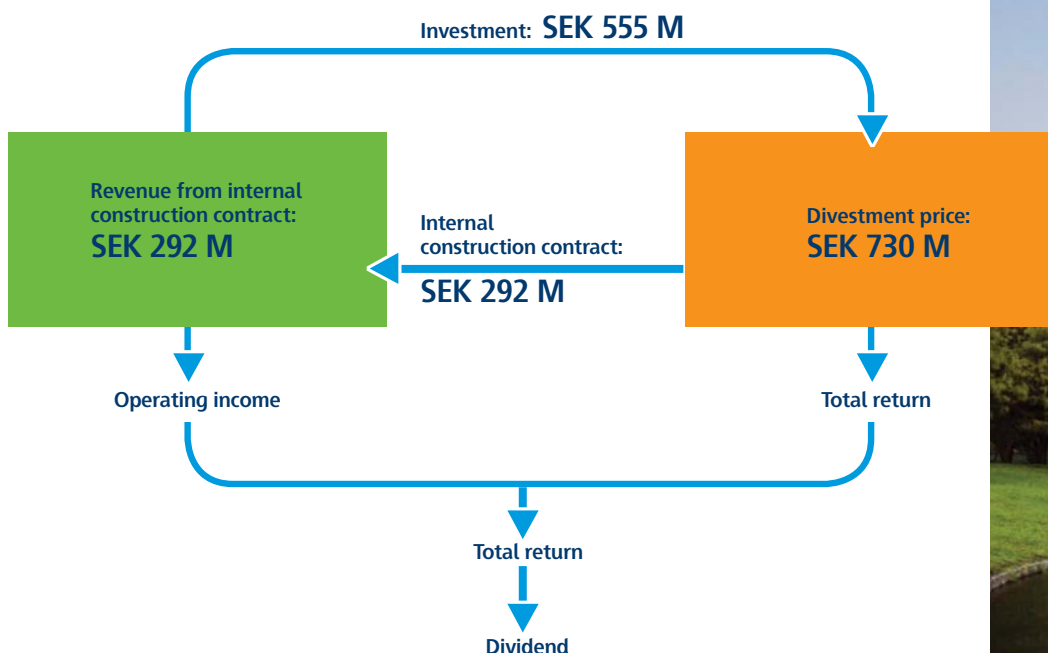 Investment: SEK 555 M
Revenue from internal
construction contract:
SEK 292 M
Internal
construction contract:
SEK 292 M
Divestment price:
SEK 730 M
Operating income
Total return
Total return
Dividend